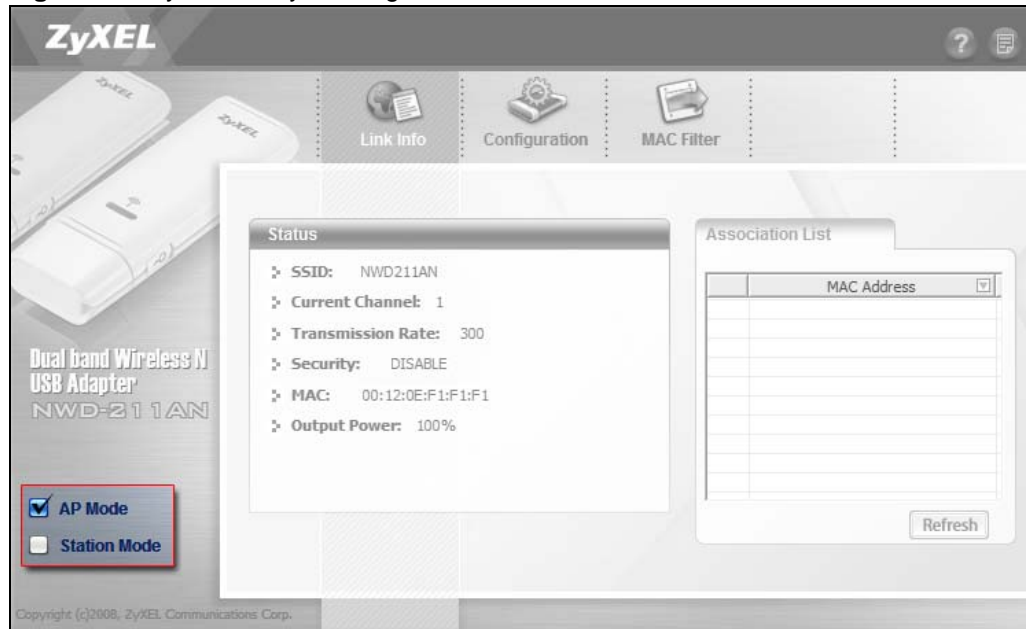 ZyXEL
?
ZyXEL
ZyXEL
Link Info
Configuration
MAC Filter
Status
SSID: NWD211AN
Current Channel: 1
Transmission Rate: 300
Security: DISABLE
MAC: 00:12:0E:F1:F1:F1
Output Power: 100%
Association List
MAC Address
Refresh
Dual band Wireless N
USB Adapter
NWD-211AN
AP Mode
Station Mode
Copyright (c)2008, ZyXEL Communications Corp.